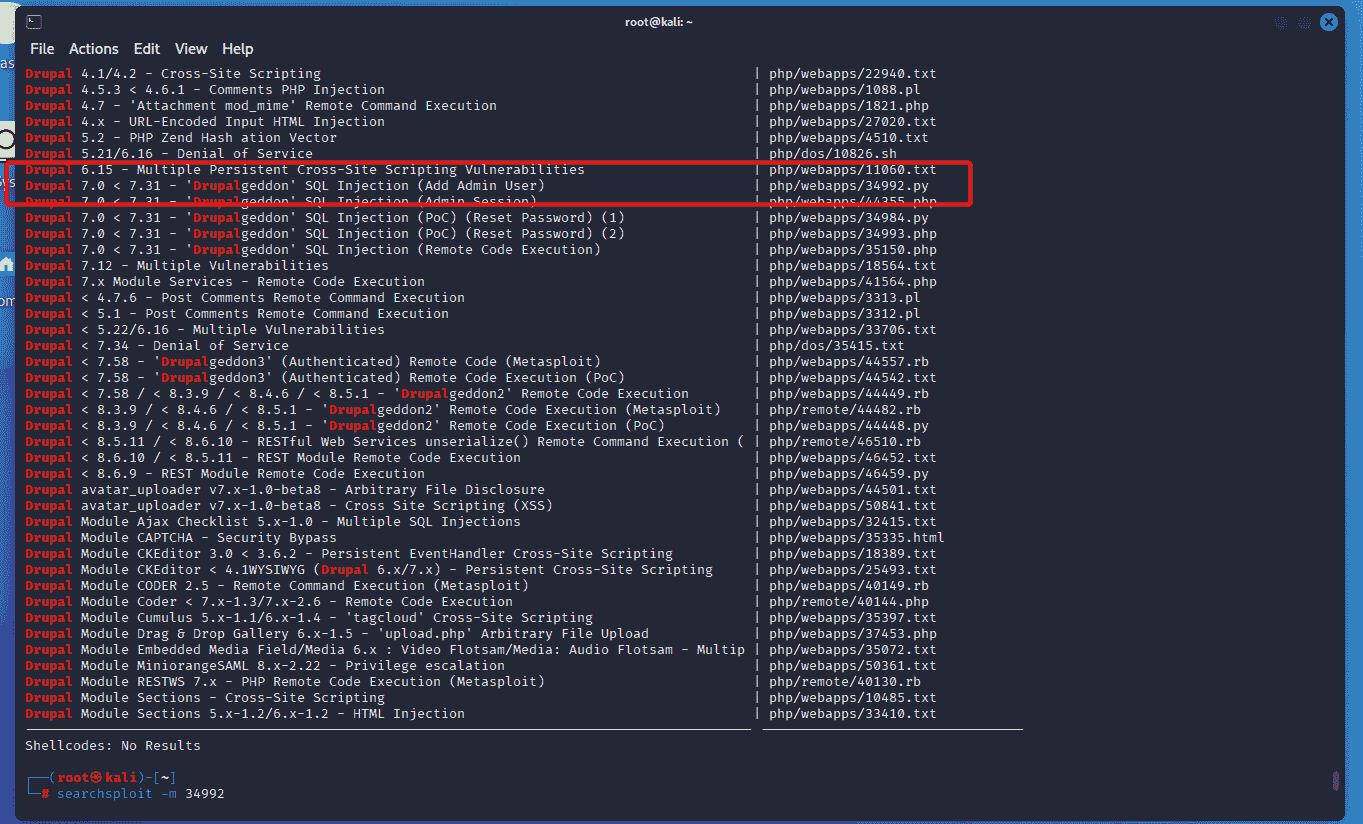 root@kali: ~
File Actions Edit View Help
Drupal 4.1/4.2 - Cross-Site Scripting | php/webapps/22940.txt
Drupal 4.5.3 < 4.6.1 - Comments PHP Injection | php/webapps/1088.pl
Drupal 4.7 - 'Attachment mod_mime' Remote Command Execution | php/webapps/1821.php
Drupal 4.x - URL-Encoded Input HTML Injection | php/webapps/27020.txt
Drupal 5.2 - PHP Zend Hash ation Vector | php/webapps/4510.txt
Drupal 5.21/6.16 - Denial of Service | php/dos/10826.sh
Drupal 6.15 - Multiple Persistent Cross-Site Scripting Vulnerabilities | php/webapps/11060.txt
Drupal 7.0 < 7.31 - 'Drupalgeddon' SQL Injection (Add Admin User) | php/webapps/34992.py
Drupal 7.0 < 7.31 - 'Drupalgeddon' SQL Injection (Admin Session) | php/webapps/44355.php
Drupal 7.0 < 7.31 - 'Drupalgeddon' SQL Injection (PoC) (Reset Password) (1) | php/webapps/34984.py
Drupal 7.0 < 7.31 - 'Drupalgeddon' SQL Injection (PoC) (Reset Password) (2) | php/webapps/34993.php
Drupal 7.0 < 7.31 - 'Drupalgeddon' SQL Injection (Remote Code Execution) | php/webapps/35150.php
Drupal 7.12 - Multiple Vulnerabilities | php/webapps/18564.txt
Drupal 7.x Module Services - Remote Code Execution | php/webapps/41564.php
Drupal < 4.7.6 - Post Comments Remote Command Execution | php/webapps/3313.pl
Drupal < 5.1 - Post Comments Remote Command Execution | php/webapps/3312.pl
Drupal < 5.22/6.16 - Multiple Vulnerabilities | php/webapps/33706.txt
Drupal < 7.34 - Denial of Service | php/dos/35415.txt
Drupal < 7.58 - 'Drupalgeddon3' (Authenticated) Remote Code (Metasploit) | php/webapps/44557.rb
Drupal < 7.58 - 'Drupalgeddon3' (Authenticated) Remote Code Execution (PoC) | php/webapps/44542.txt
Drupal < 7.58 / < 8.3.9 / < 8.4.6 / < 8.5.1 - 'Drupalgeddon2' Remote Code Execution | php/webapps/44449.rb
Drupal < 8.3.9 / < 8.4.6 / < 8.5.1 - 'Drupalgeddon2' Remote Code Execution (Metasploit) | php/remote/44482.rb
Drupal < 8.3.9 / < 8.4.6 / < 8.5.1 - 'Drupalgeddon2' Remote Code Execution (PoC) | php/webapps/44448.py
Drupal < 8.5.11 / < 8.6.10 - RESTful Web Services unserialize() Remote Command Execution ( | php/remote/46510.rb
Drupal < 8.6.10 / < 8.5.11 - REST Module Remote Code Execution | php/webapps/46452.txt
Drupal < 8.6.9 - REST Module Remote Code Execution | php/webapps/46459.py
Drupal avatar_uploader v7.x-1.0-beta8 - Arbitrary File Disclosure | php/webapps/44501.txt
Drupal avatar_uploader v7.x-1.0-beta8 - Cross Site Scripting (XSS) | php/webapps/50841.txt
Drupal Module Ajax Checklist 5.x-1.0 - Multiple SQL Injections | php/webapps/32415.txt
Drupal Module CAPTCHA - Security Bypass | php/webapps/35335.html
Drupal Module CKEditor 3.0 < 3.6.2 - Persistent EventHandler Cross-Site Scripting | php/webapps/18389.txt
Drupal Module CKEditor < 4.1WYSIWYG (Drupal 6.x/7.x) - Persistent Cross-Site Scripting | php/webapps/25493.txt
Drupal Module CODER 2.5 - Remote Command Execution (Metasploit) | php/webapps/40149.rb
Drupal Module Coder < 7.x-1.3/7.x-2.6 - Remote Code Execution | php/remote/40144.php
Drupal Module Cumulus 5.x-1.1/6.x-1.4 - 'tagcloud' Cross-Site Scripting | php/webapps/35397.txt
Drupal Module Drag & Drop Gallery 6.x-1.5 - 'upload.php' Arbitrary File Upload | php/webapps/37453.php
Drupal Module Embedded Media Field/Media 6.x : Video Flotsam/Media: Audio Flotsam - Multip | php/webapps/35072.txt
Drupal Module MiniorangeSAML 8.x-2.22 - Privilege escalation | php/webapps/50361.txt
Drupal Module RESTWS 7.x - PHP Remote Code Execution (Metasploit) | php/remote/40130.rb
Drupal Module Sections - Cross-Site Scripting | php/webapps/10485.txt
Drupal Module Sections 5.x-1.2/6.x-1.2 - HTML Injection | php/webapps/33410.txt
Shellcodes: No Results
┌──(root㉿kali)-[~]
└─# searchsploit -m 34992